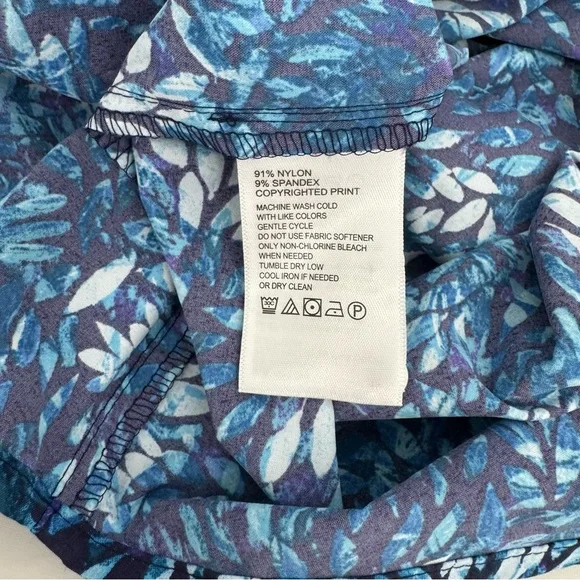 91% NYLON
9% SPANDEX
COPYRIGHTED PRINT
MACHINE WASH COLD
WITH LIKE COLORS
GENTLE CYCLE
DO NOT USE FABRIC SOFTENER
ONLY NON-CHLORINE BLEACH
WHEN NEEDED
TUMBLE DRY LOW
COOL IRON IF NEEDED
OR DRY CLEAN
P